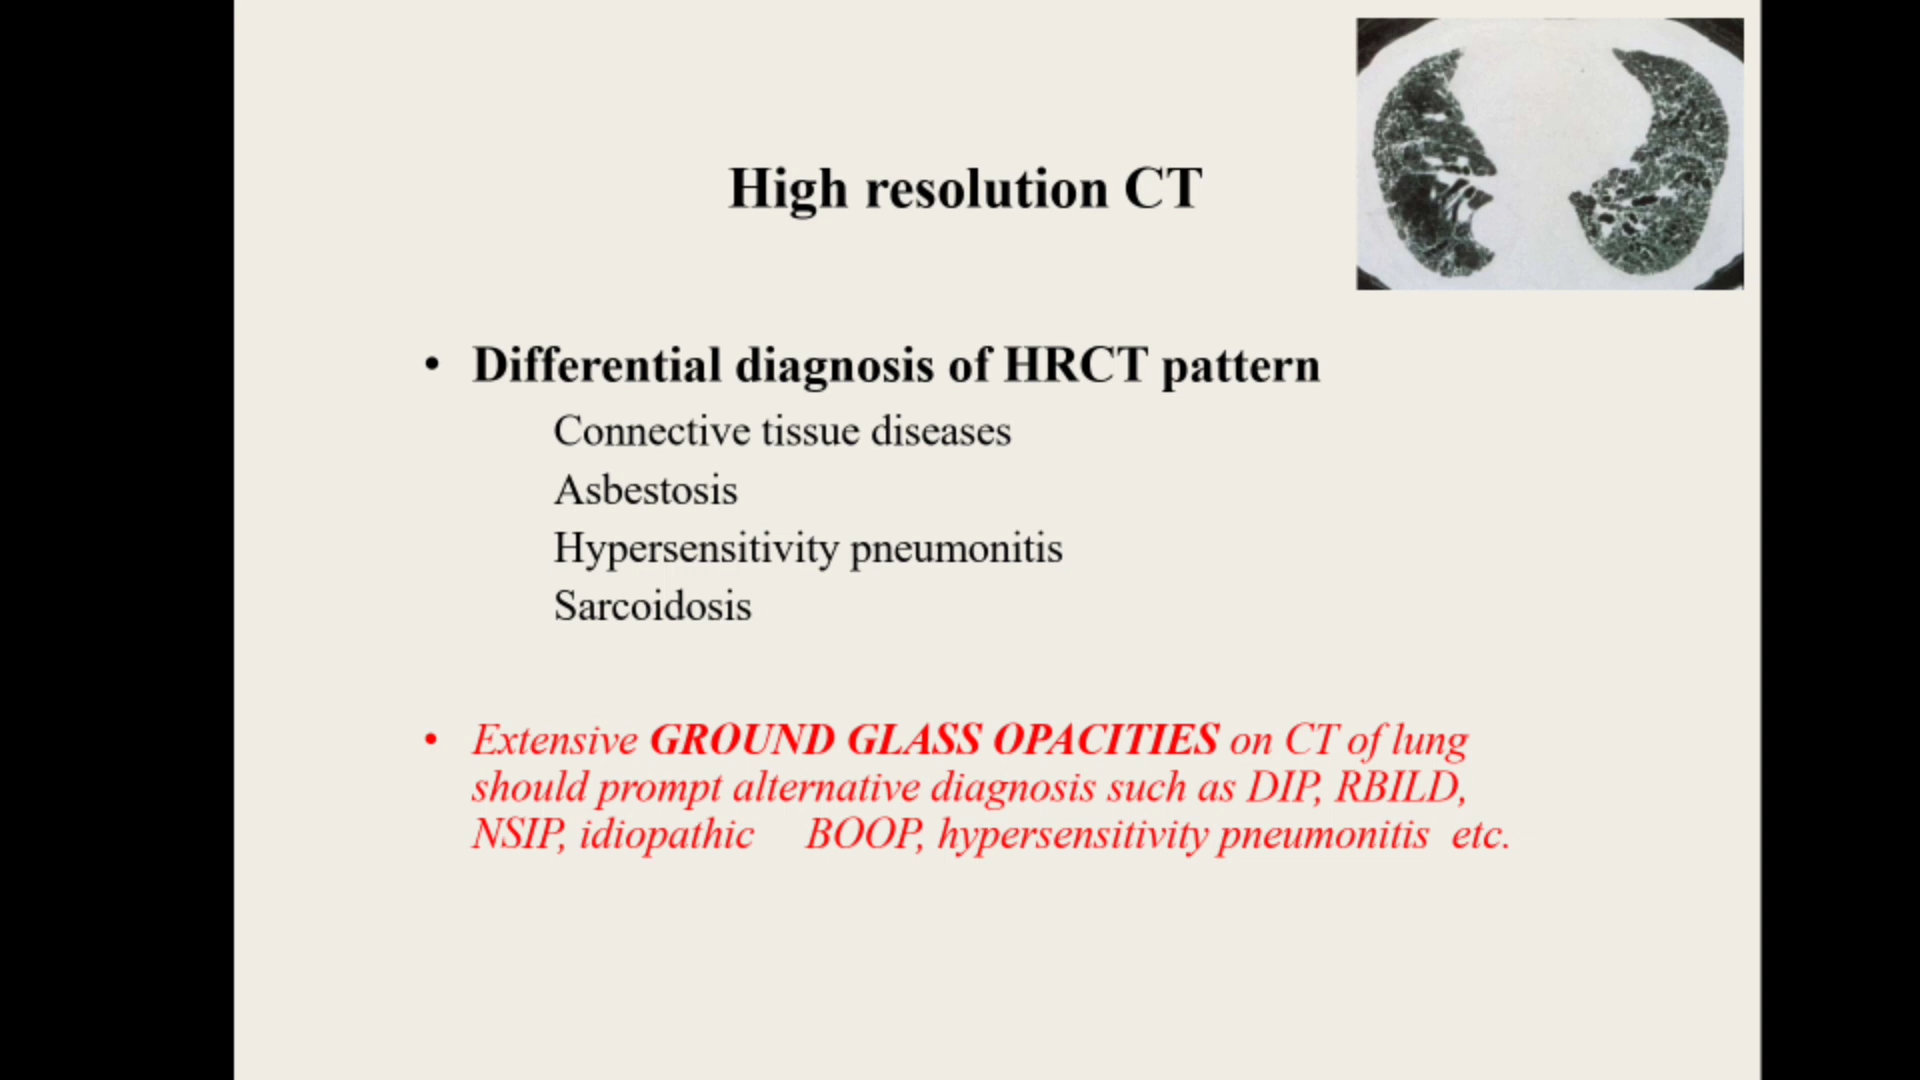 High resolution CT
• Differential diagnosis of HRCT pattern
Connective tissue diseases
Asbestosis
Hypersensitivity pneumonitis
Sarcoidosis
• Extensive GROUND GLASS OPACITIES on CT of lung
should prompt alternative diagnosis such as DIP, RBILD,
NSIP, idiopathic BOOP, hypersensitivity pneumonitis etc.